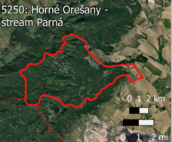 5250: Horné Orešany -
stream Parná
0 1 2 km
0 1 2 mi